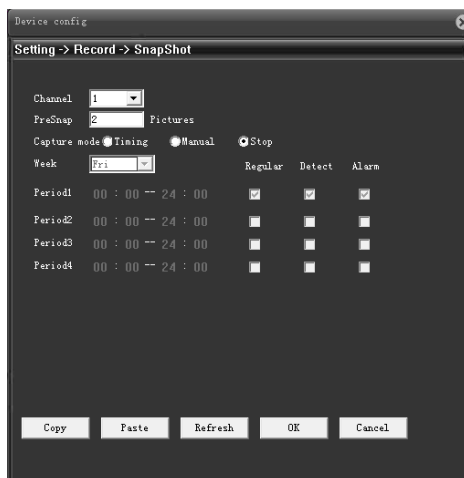 Device config
Setting -> Record -> SnapShot
Channel 1
PreSnap 2 Pictures
Capture mode Timing Manual Stop
Week Fri Regular Detect Alarm
Period1 00 : 00 -- 24 : 00
Period2 00 : 00 -- 24 : 00
Period3 00 : 00 -- 24 : 00
Period4 00 : 00 -- 24 : 00
Copy Paste Refresh OK Cancel